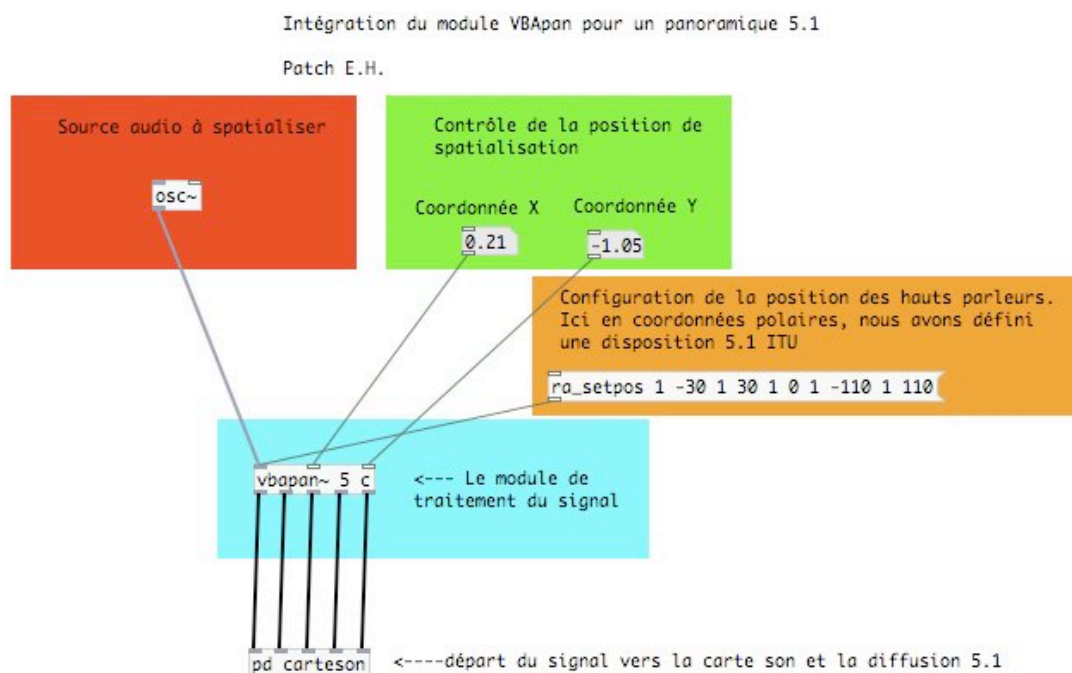 Intégration du module VBApan pour un panoramique 5.1
Patch E.H.
Source audio à spatialiser
osc~
Contrôle de la position de
spatialisation
Coordonnée X
Coordonnée Y
0.21
-1.05
Configuration de la position des hauts parleurs.
Ici en coordonnées polaires, nous avons défini
une disposition 5.1 ITU
ra_setpos 1 -30 1 30 1 0 1 -110 1 110
vbapan~ 5 c
<--- Le module de
traitement du signal
pd carteson
<----départ du signal vers la carte son et la diffusion 5.1